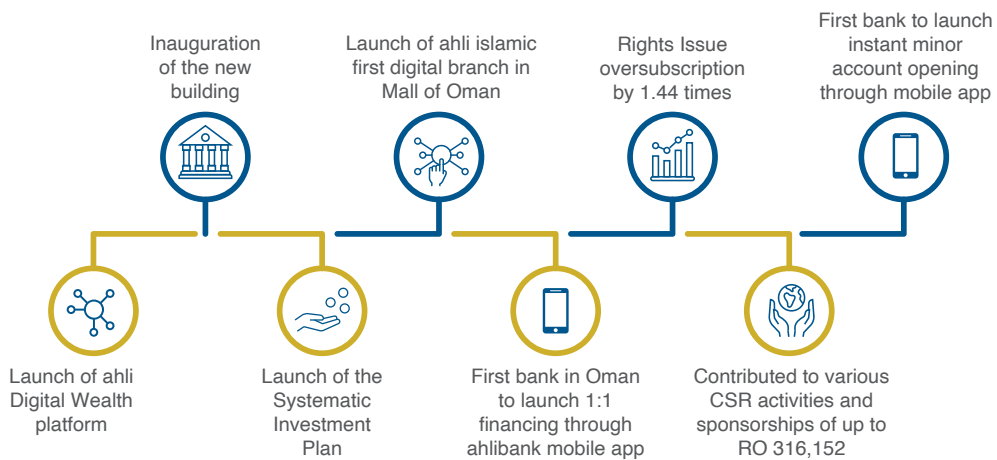 Inauguration
of the new
building
Launch of ahli islamic
first digital branch in
Mall of Oman
Rights Issue
oversubscription
by 1.44 times
First bank to launch
instant minor
account opening
through mobile app
Launch of ahli
Digital Wealth
platform
Launch of the
Systematic
Investment
Plan
First bank in Oman
to launch 1:1
financing through
ahlibank mobile app
Contributed to various
CSR activities and
sponsorships of up to
RO 316,152